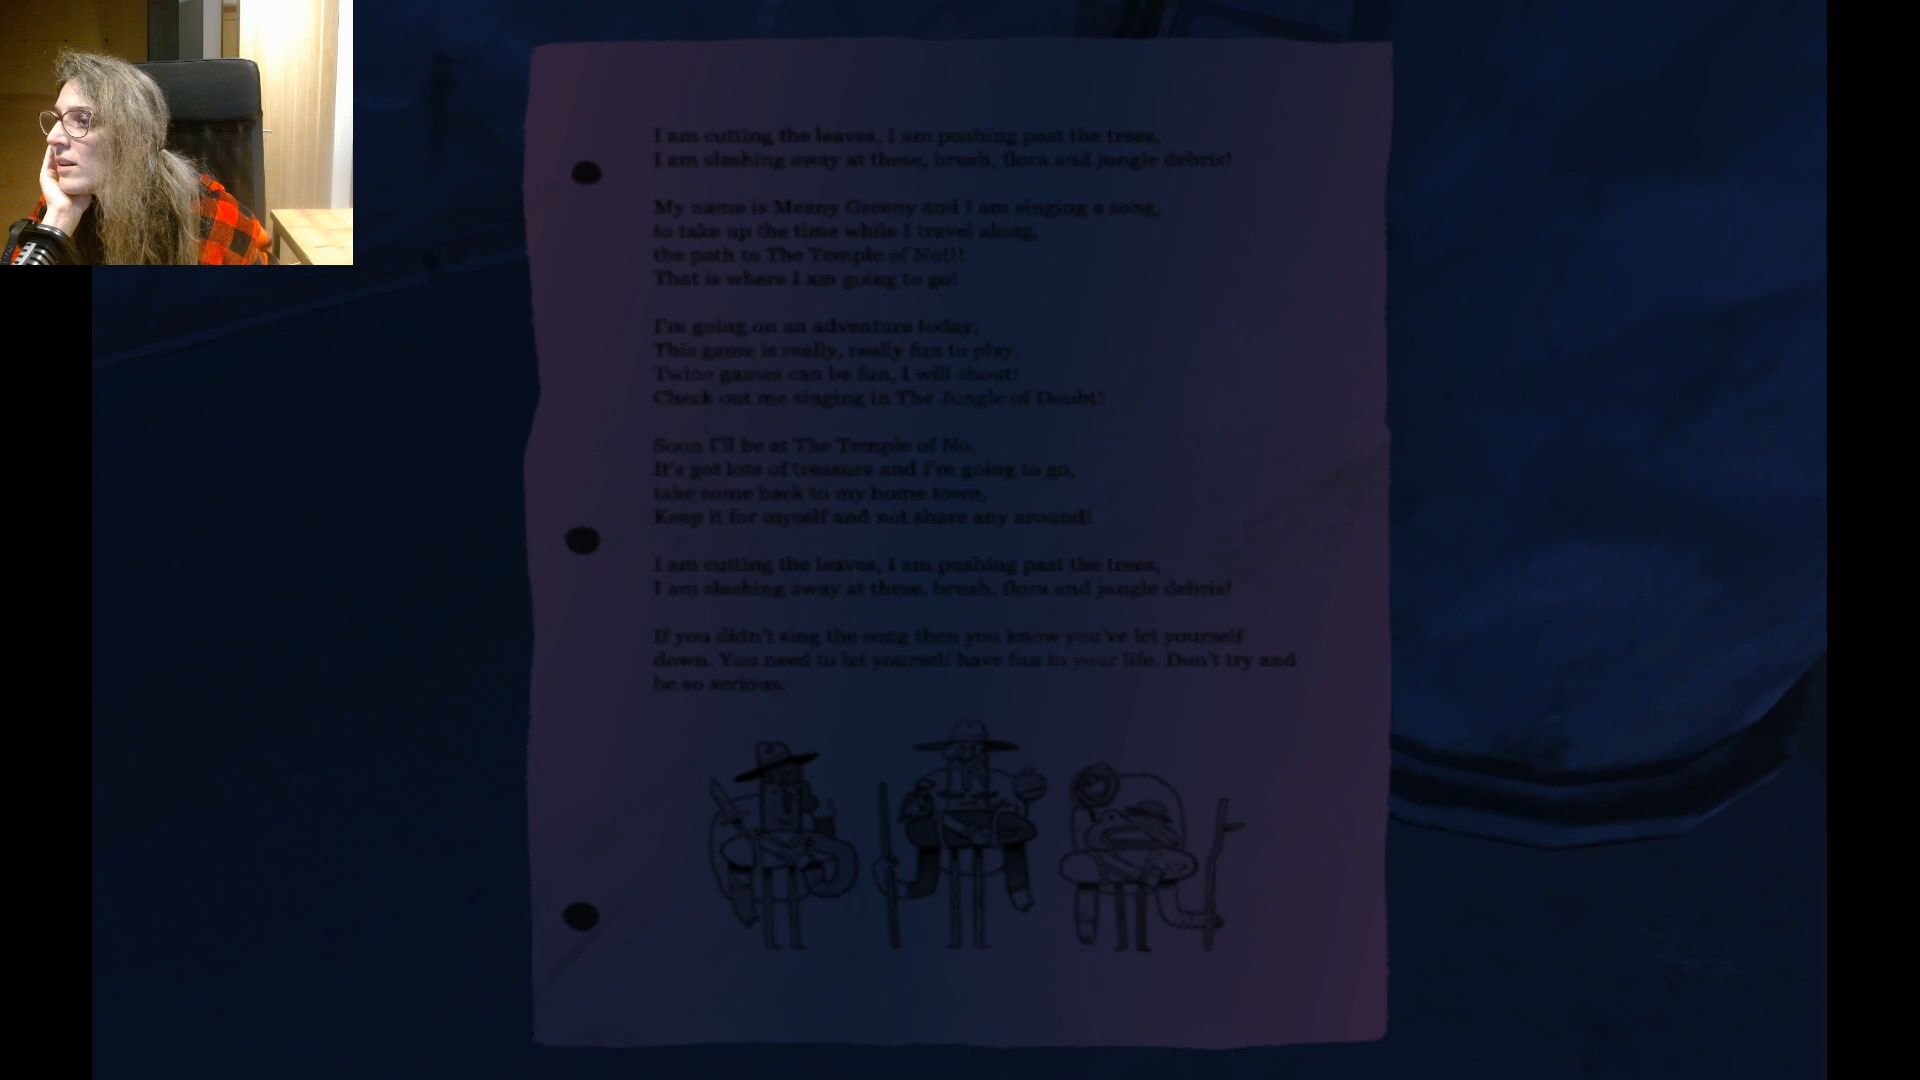 I am cutting the leaves, I am pushing past the trees,
I am slashing away at these, brush, flora and jungle debris!
My name is Meany Greeny and I am singing a song,
to take up the time while I travel along,
the path to The Temple of No!!!
That is where I am going to go!
I'm going on an adventure today,
This game is really, really fun to play,
Twine games can be fun, I will shout!
Check out me singing in The Jungle of Doubt!
Soon I'll be at The Temple of No,
It's got lots of treasure and I'm going to go,
take some back to my home town,
Keep it for myself and not share any around!
I am cutting the leaves, I am pushing past the trees,
I am slashing away at these, brush, flora and jungle debris!
If you didn't sing the song then you know you've let yourself
down. You need to let yourself have fun in your life. Don't try and
be so serious.